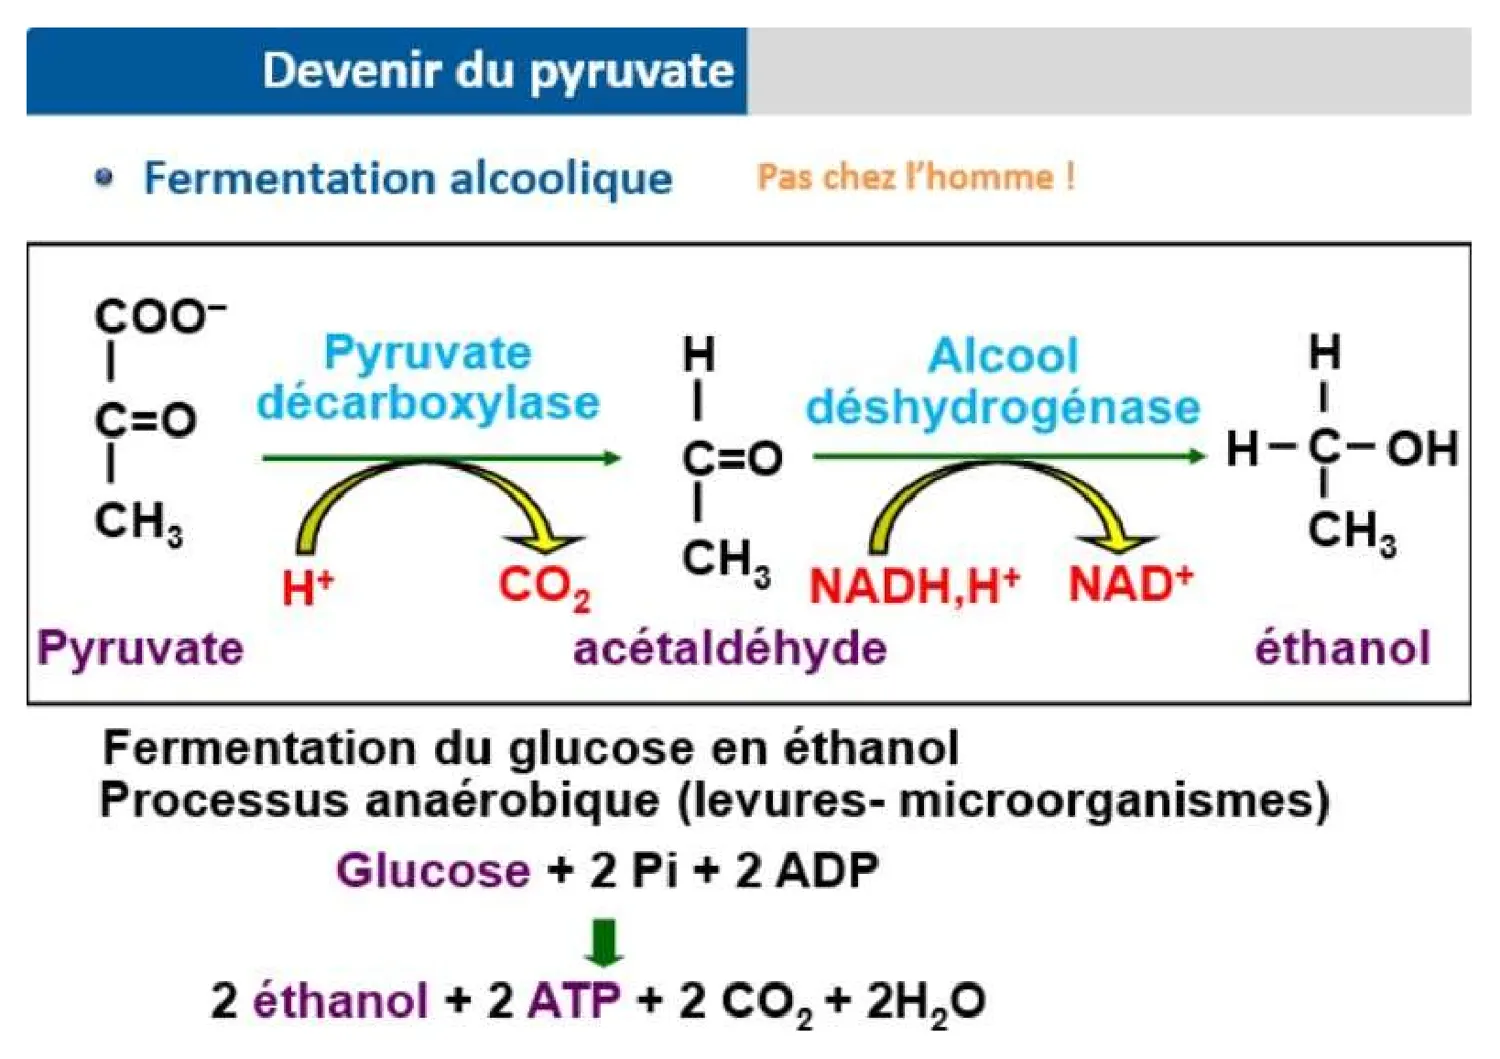 Devenir du pyruvate
• Fermentation alcoolique
Pas chez l'homme !
COO–
C=O
CH3
Pyruvate
décarboxylase
H
C=O
CH3
Alcool
déshydrogénase
H
H–C–OH
CH3
H+
CO2
NADH,H+
NAD+
Pyruvate
acétaldéhyde
éthanol
Fermentation du glucose en éthanol
Processus anaérobique (levures- microorganismes)
Glucose + 2 Pi + 2 ADP
2 éthanol + 2 ATP + 2 CO2 + 2H2O